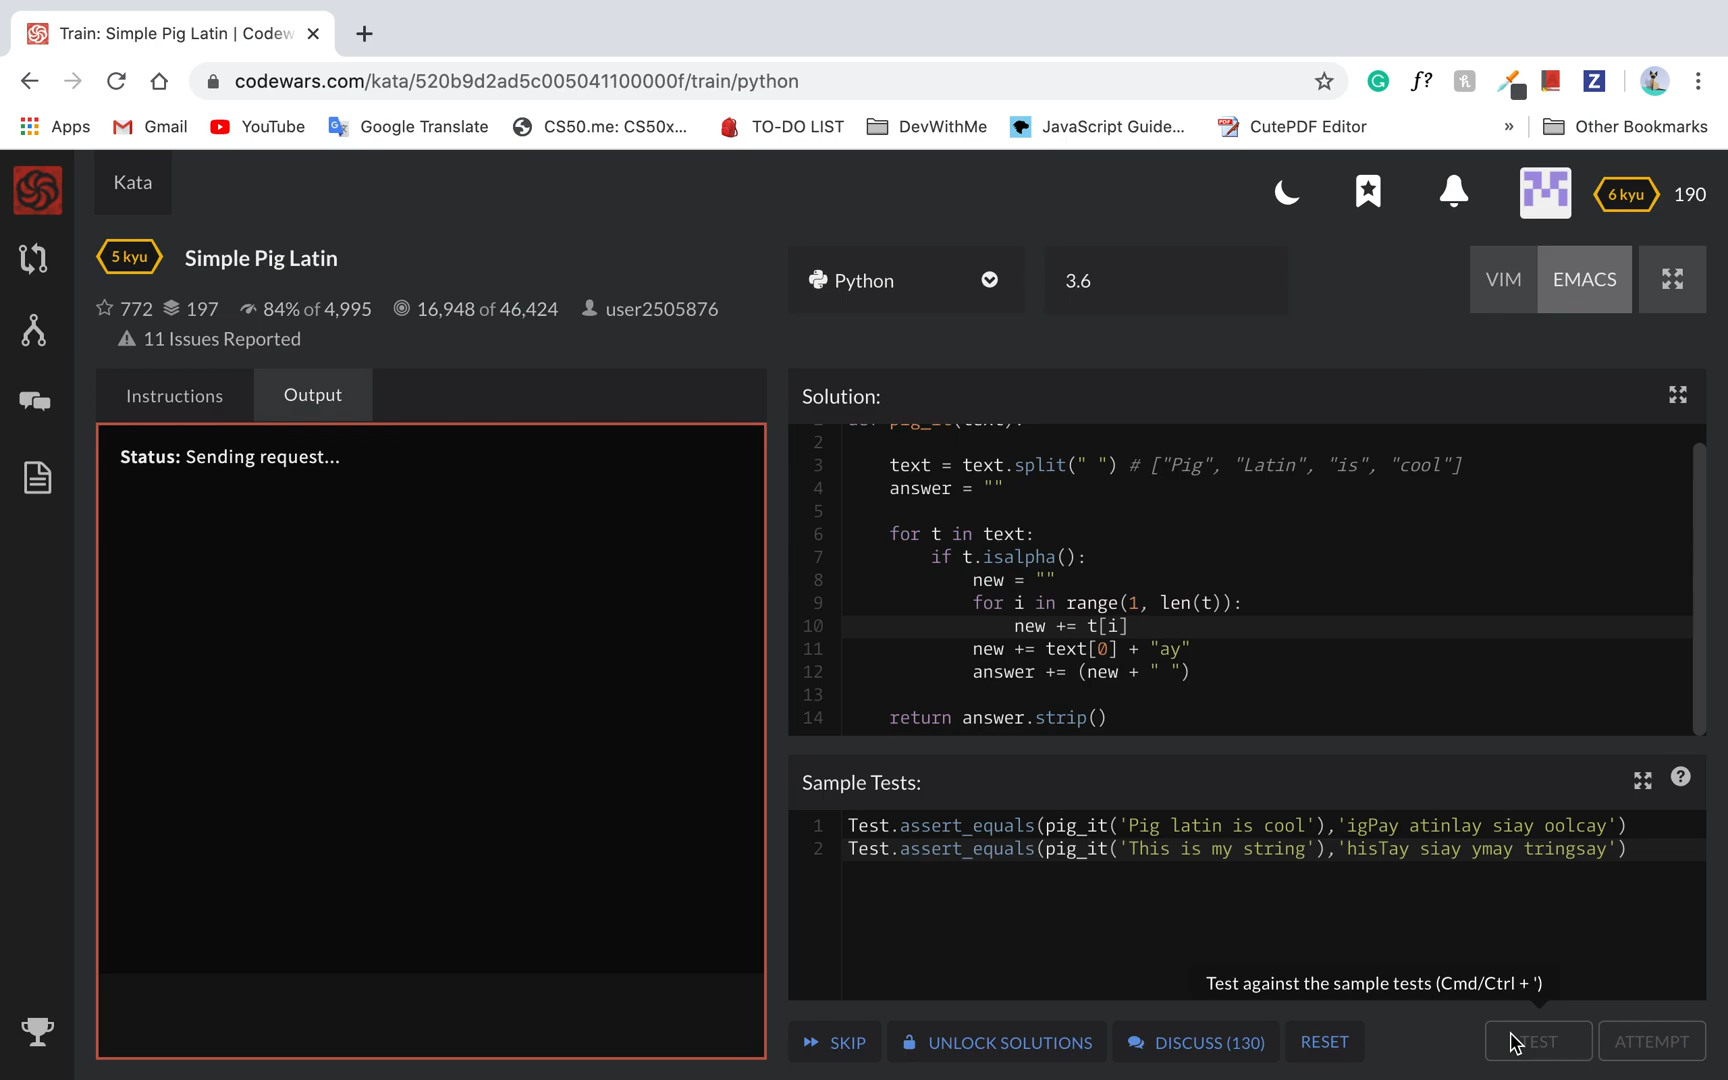 Train: Simple Pig Latin | Codew
codewars.com/kata/520b9d2ad5c005041100000f/train/python
f?
h
Z
Apps
Gmail
YouTube
Google Translate
CS50.me: CS50x...
TO-DO LIST
DevWithMe
JavaScript Guide...
CutePDF Editor
»
Other Bookmarks
Kata
6 kyu
190
5 kyu
Simple Pig Latin
772
197
84% of 4,995
16,948 of 46,424
user2505876
11 Issues Reported
Python
3.6
VIM
EMACS
Instructions
Output
Status: Sending request...
Solution:
2
3 text = text.split(" ") # ["Pig", "Latin", "is", "cool"]
4 answer = ""
5
6 for t in text:
7 if t.isalpha():
8 new = ""
9 for i in range(1, len(t)):
10 new += t[i]
11 new += text[0] + "ay"
12 answer += (new + " ")
13
14 return answer.strip()
Sample Tests:
?
1 Test.assert_equals(pig_it('Pig latin is cool'),'igPay atinlay siay oolcay')
2 Test.assert_equals(pig_it('This is my string'),'hisTay siay ymay tringsay')
Test against the sample tests (Cmd/Ctrl + ')
SKIP
UNLOCK SOLUTIONS
DISCUSS (130)
RESET
TEST
ATTEMPT